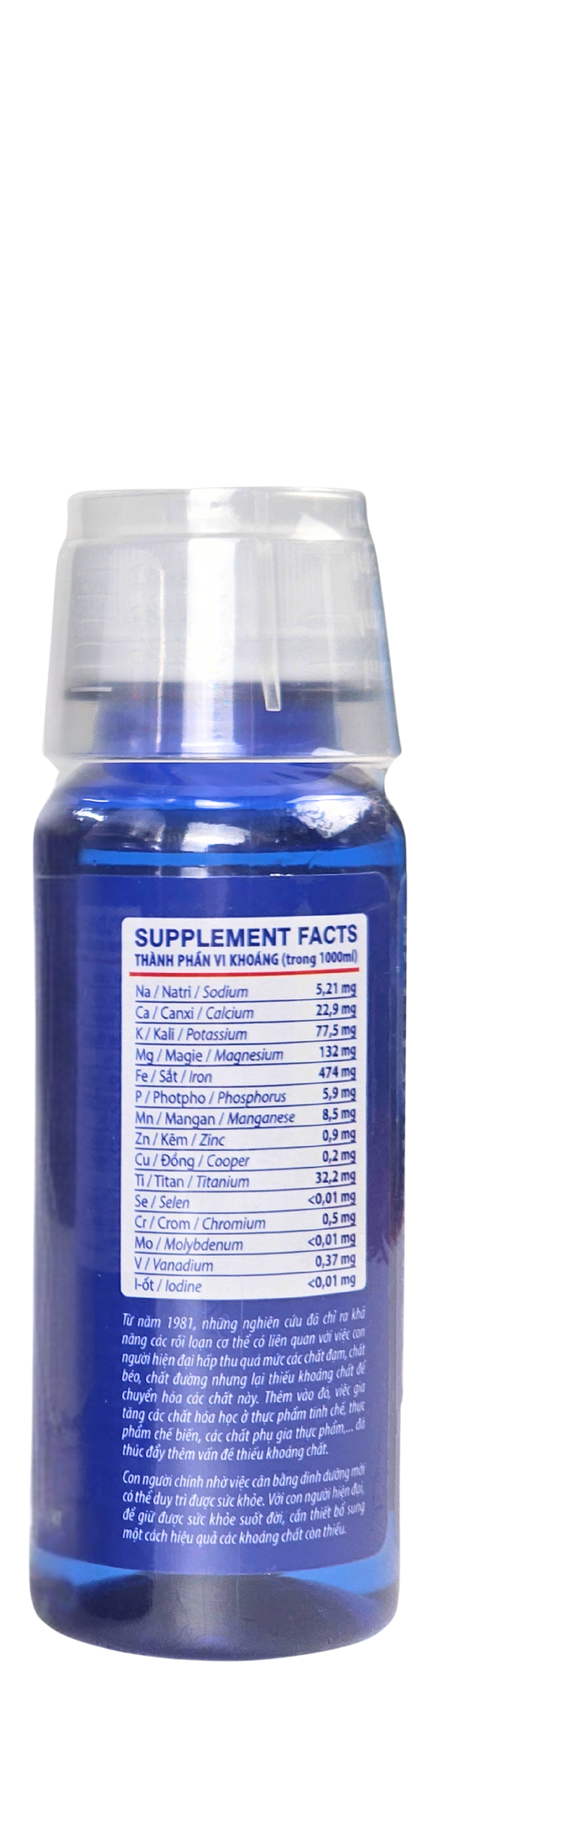 SUPPLEMENT FACTS
THÀNH PHẦN VI KHOÁNG (trong 1000ml)
Na / Natri / Sodium 5,21 mg
Ca / Canxi / Calcium 22,9 mg
K / Kali / Potassium 77,5 mg
Mg / Magie / Magnesium 132 mg
Fe / Sắt / Iron 474 mg
P / Photpho / Phosphorus 5,9 mg
Mn / Mangan / Manganese 8,5 mg
Zn / Kẽm / Zinc 0,9 mg
Cu / Đồng / Cooper 0,2 mg
Ti / Titan / Titanium 32,2 mg
Se / Selen <0,01 mg
Cr / Crom / Chromium 0,5 mg
Mo / Molybdenum <0,01 mg
V / Vanadium 0,37 mg
I-ốt / Iodine <0,01 mg
Từ năm 1981, những nghiên cứu đã chỉ ra khả
năng các rối loạn cơ thể có liên quan với việc con
người hiện đại hấp thu quá mức các chất đạm, chất
béo, chất đường nhưng lại thiếu khoáng chất để
chuyển hóa các chất này. Thêm vào đó, việc gia
tăng các chất hóa học ở thực phẩm tinh chế, thực
phẩm chế biến, các chất phụ gia thực phẩm,... đã
thúc đẩy thêm vấn đề thiếu khoáng chất.
Con người chính nhờ việc cân bằng dinh dưỡng mới
có thể duy trì được sức khỏe. Với con người hiện đại,
để giữ được sức khỏe suốt đời, cần thiết bổ sung
một cách hiệu quả các khoáng chất còn thiếu.